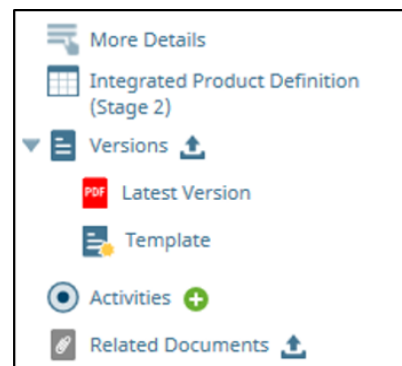 More Details
Integrated Product Definition
(Stage 2)
Versions
PDF
Latest Version
Template
Activities
Related Documents